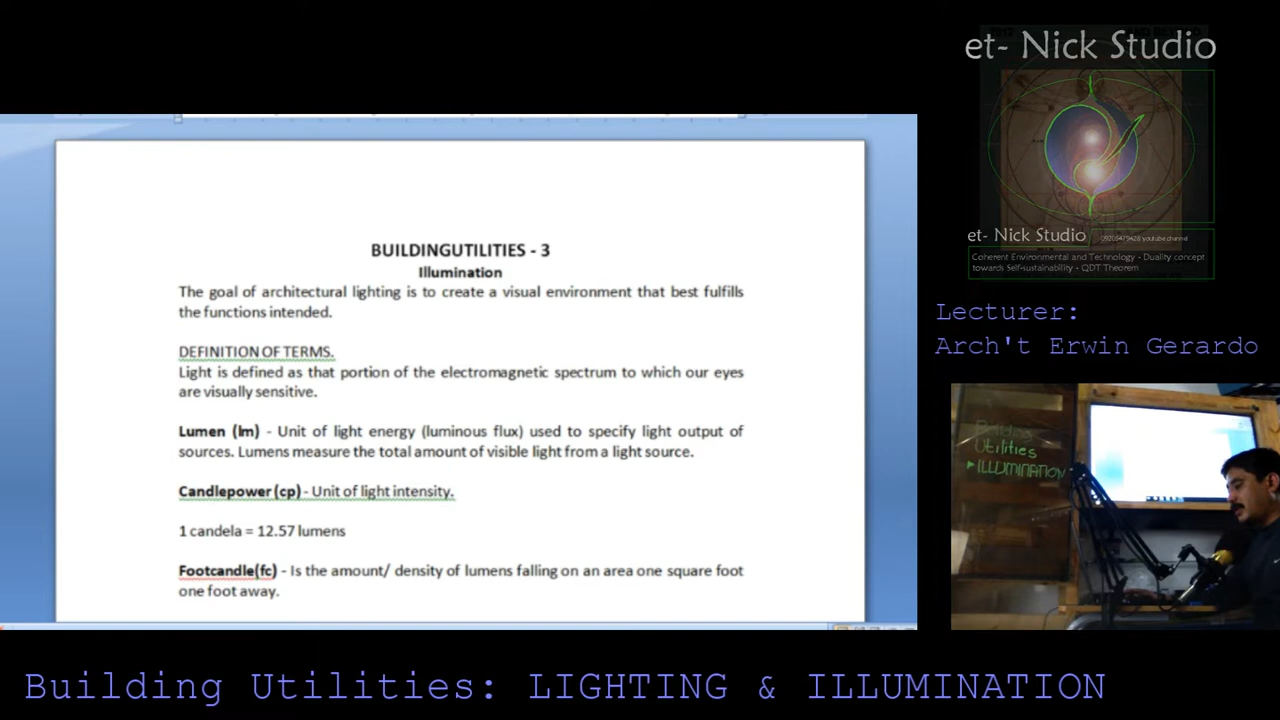 et- Nick Studio
et- Nick Studio
Coherent Environmental and Technology - Duality concept
towards Self-sustainability - QDT Theorem
BUILDINGUTILITIES - 3
Illumination
The goal of architectural lighting is to create a visual environment that best fulfills
the functions intended.
DEFINITION OF TERMS.
Light is defined as that portion of the electromagnetic spectrum to which our eyes
are visually sensitive.
Lumen (lm) - Unit of light energy (luminous flux) used to specify light output of
sources. Lumens measure the total amount of visible light from a light source.
Candlepower (cp) - Unit of light intensity.
1 candela = 12.57 lumens
Footcandle(fc) - Is the amount/ density of lumens falling on an area one square foot
one foot away.
Lecturer:
Arch't Erwin Gerardo
Building
Utilities
ILLUMINATION
Building Utilities: LIGHTING & ILLUMINATION